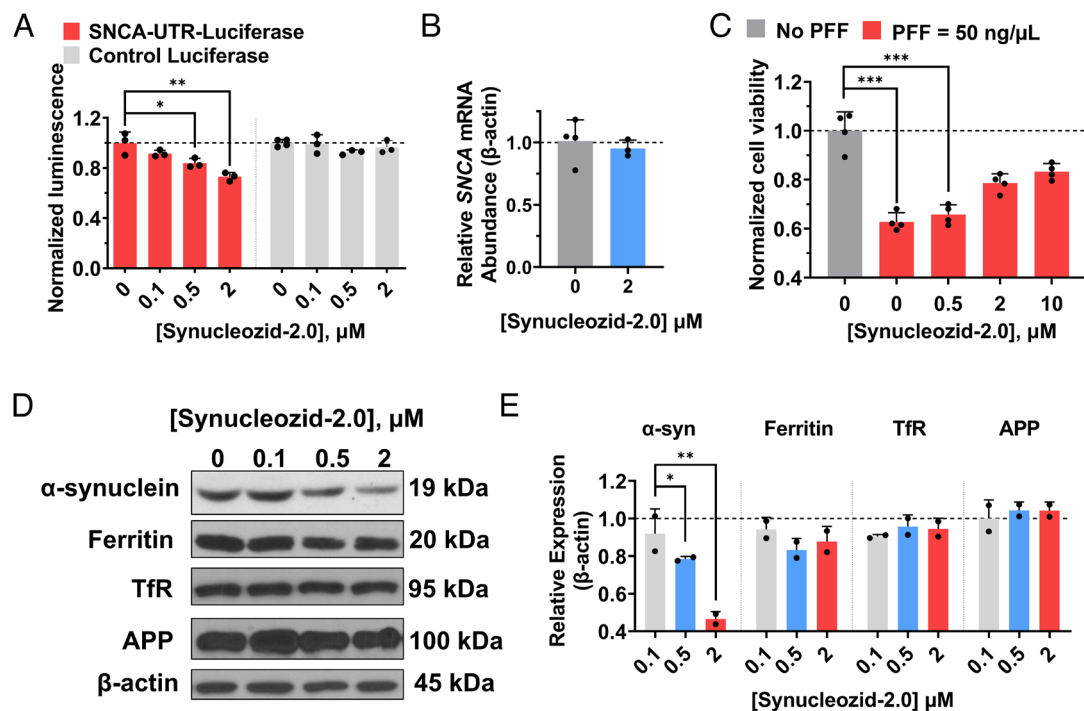 A
SNCA-UTR-Luciferase
Control Luciferase
Normalized luminescence
1.2
0.8
0.4
0.0
**
*
0 0.1 0.5 2 0 0.1 0.5 2
[Synucleozid-2.0], μM
B
Relative SNCA mRNA
Abundance (β-actin)
1.5
1.0
0.5
0.0
0 2
[Synucleozid-2.0] μM
C
No PFF PFF = 50 ng/μL
Normalized cell viability
1.2
1.0
0.8
0.6
0.4
***
***
0 0 0.5 2 10
[Synucleozid-2.0], μM
D
[Synucleozid-2.0], μM
0 0.1 0.5 2
α-synuclein 19 kDa
Ferritin 20 kDa
TfR 95 kDa
APP 100 kDa
β-actin 45 kDa
E
α-syn Ferritin TfR APP
Relative Expression
(β-actin)
1.2
1.0
0.8
0.6
0.4
**
*
0.1 0.5 2 0.1 0.5 2 0.1 0.5 2 0.1 0.5 2
[Synucleozid-2.0] μM